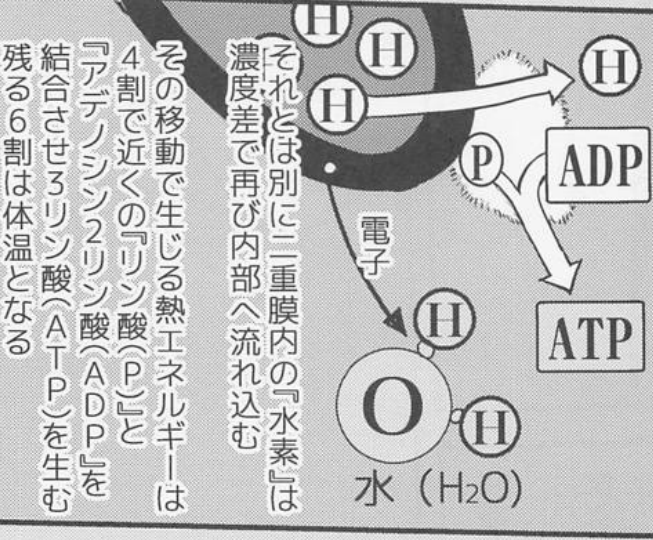 それとは別に二重膜内の『水素』は
濃度差で再び内部へ流れ込む
その移動で生じる熱エネルギーは
4割で近くの『リン酸(P)』と
『アデノシン2リン酸(ADP)』を
結合させ3リン酸(ATP)を生む
残る6割は体温となる
H
H
H
H
P
ADP
ATP
電子
H
O
H
水（H₂O）